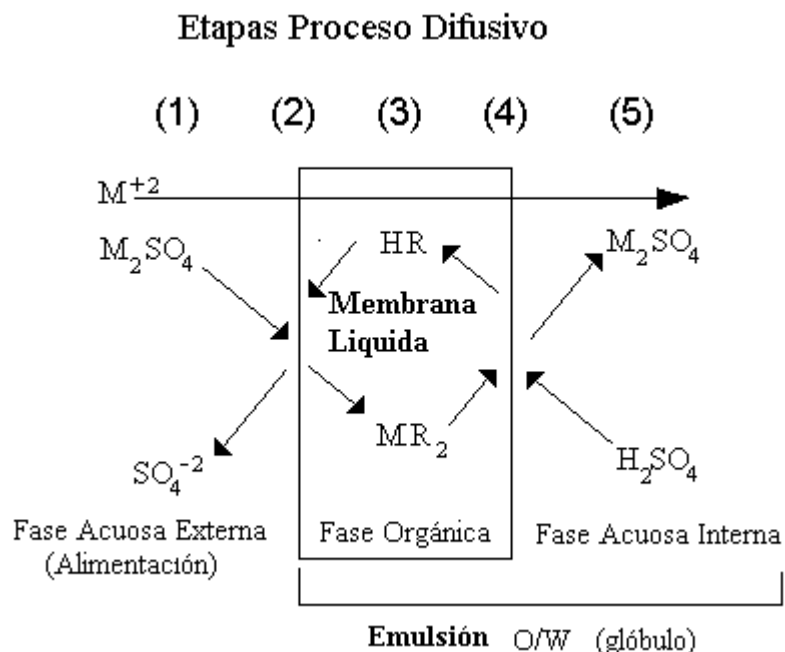 Etapas Proceso Difusivo
(1) (2) (3) (4) (5)
M⁺²
M₂SO₄ HR M₂SO₄
Membrana
Liquida
MR₂
SO₄⁻² H₂SO₄
Fase Acuosa Externa
(Alimentación)
Fase Orgánica
Fase Acuosa Interna
Emulsión O/W (glóbulo)